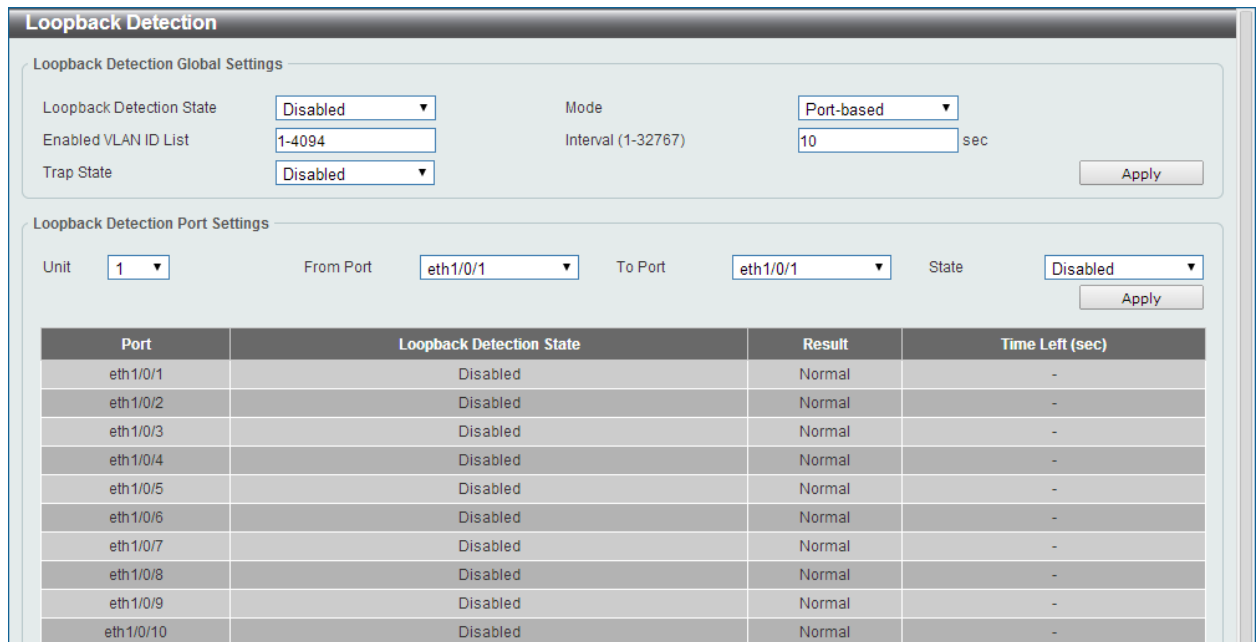 Loopback Detection
Loopback Detection Global Settings
Loopback Detection State Disabled Mode Port-based
Enabled VLAN ID List 1-4094 Interval (1-32767) 10 sec
Trap State Disabled Apply
Loopback Detection Port Settings
Unit 1 From Port eth1/0/1 To Port eth1/0/1 State Disabled
Apply
Port Loopback Detection State Result Time Left (sec)
eth1/0/1 Disabled Normal -
eth1/0/2 Disabled Normal -
eth1/0/3 Disabled Normal -
eth1/0/4 Disabled Normal -
eth1/0/5 Disabled Normal -
eth1/0/6 Disabled Normal -
eth1/0/7 Disabled Normal -
eth1/0/8 Disabled Normal -
eth1/0/9 Disabled Normal -
eth1/0/10 Disabled Normal -